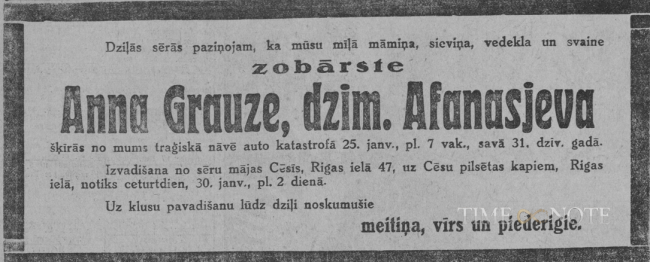 Dziļās sērās paziņojam, ka mūsu mīļā māmiņa, sieviņa, vedekla un svaine
zobārste
Anna Grauze, dzim. Afanasjeva
šķīrās no mums traģiskā nāvē auto katastrofā 25. janv., pl. 7 vak., savā 31. dzīv. gadā.
Izvadīšana no sēru mājas Cēsīs, Rīgas ielā 47, uz Cēsu pilsētas kapiem, Rīgas
ielā, notiks ceturtdien, 30. janv., pl. 2 dienā.
Uz klusu pavadīšanu lūdz dziļi noskumušie
meitiņa, vīrs un piederīgie.
TIMENOTE